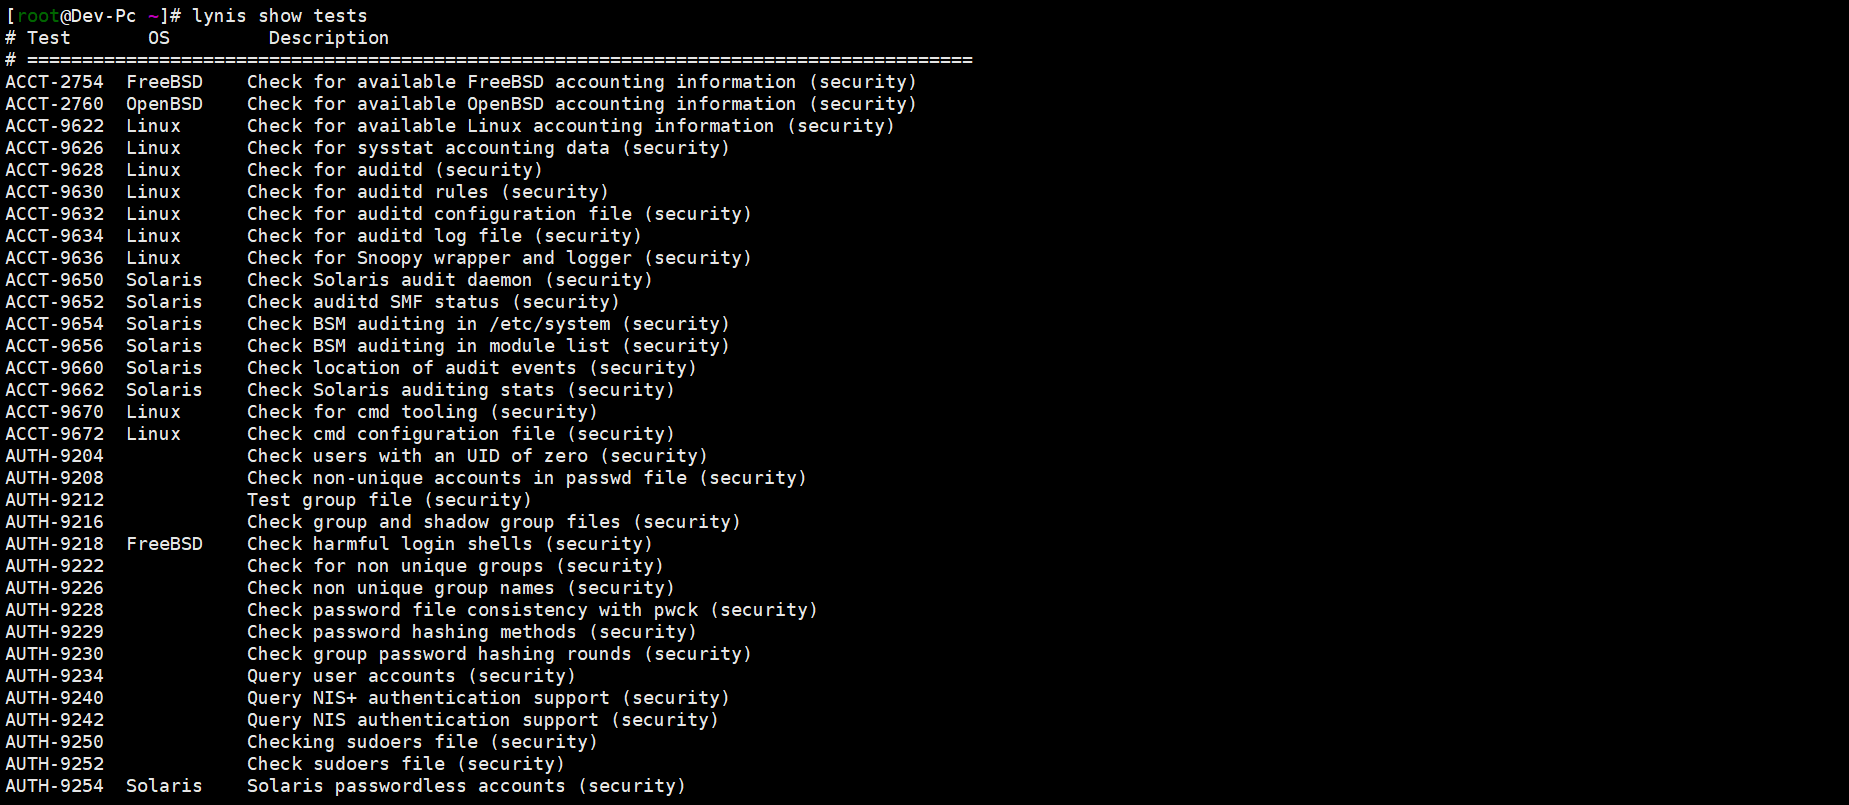 [root@Dev-Pc ~]# lynis show tests
# Test       OS         Description
# ======================================================================================
ACCT-2754  FreeBSD    Check for available FreeBSD accounting information (security)
ACCT-2760  OpenBSD    Check for available OpenBSD accounting information (security)
ACCT-9622  Linux      Check for available Linux accounting information (security)
ACCT-9626  Linux      Check for sysstat accounting data (security)
ACCT-9628  Linux      Check for auditd (security)
ACCT-9630  Linux      Check for auditd rules (security)
ACCT-9632  Linux      Check for auditd configuration file (security)
ACCT-9634  Linux      Check for auditd log file (security)
ACCT-9636  Linux      Check for Snoopy wrapper and logger (security)
ACCT-9650  Solaris    Check Solaris audit daemon (security)
ACCT-9652  Solaris    Check auditd SMF status (security)
ACCT-9654  Solaris    Check BSM auditing in /etc/system (security)
ACCT-9656  Solaris    Check BSM auditing in module list (security)
ACCT-9660  Solaris    Check location of audit events (security)
ACCT-9662  Solaris    Check Solaris auditing stats (security)
ACCT-9670  Linux      Check for cmd tooling (security)
ACCT-9672  Linux      Check cmd configuration file (security)
AUTH-9204             Check users with an UID of zero (security)
AUTH-9208             Check non-unique accounts in passwd file (security)
AUTH-9212             Test group file (security)
AUTH-9216             Check group and shadow group files (security)
AUTH-9218  FreeBSD    Check harmful login shells (security)
AUTH-9222             Check for non unique groups (security)
AUTH-9226             Check non unique group names (security)
AUTH-9228             Check password file consistency with pwck (security)
AUTH-9229             Check password hashing methods (security)
AUTH-9230             Check group password hashing rounds (security)
AUTH-9234             Query user accounts (security)
AUTH-9240             Query NIS+ authentication support (security)
AUTH-9242             Query NIS authentication support (security)
AUTH-9250             Checking sudoers file (security)
AUTH-9252             Check sudoers file (security)
AUTH-9254  Solaris    Solaris passwordless accounts (security)